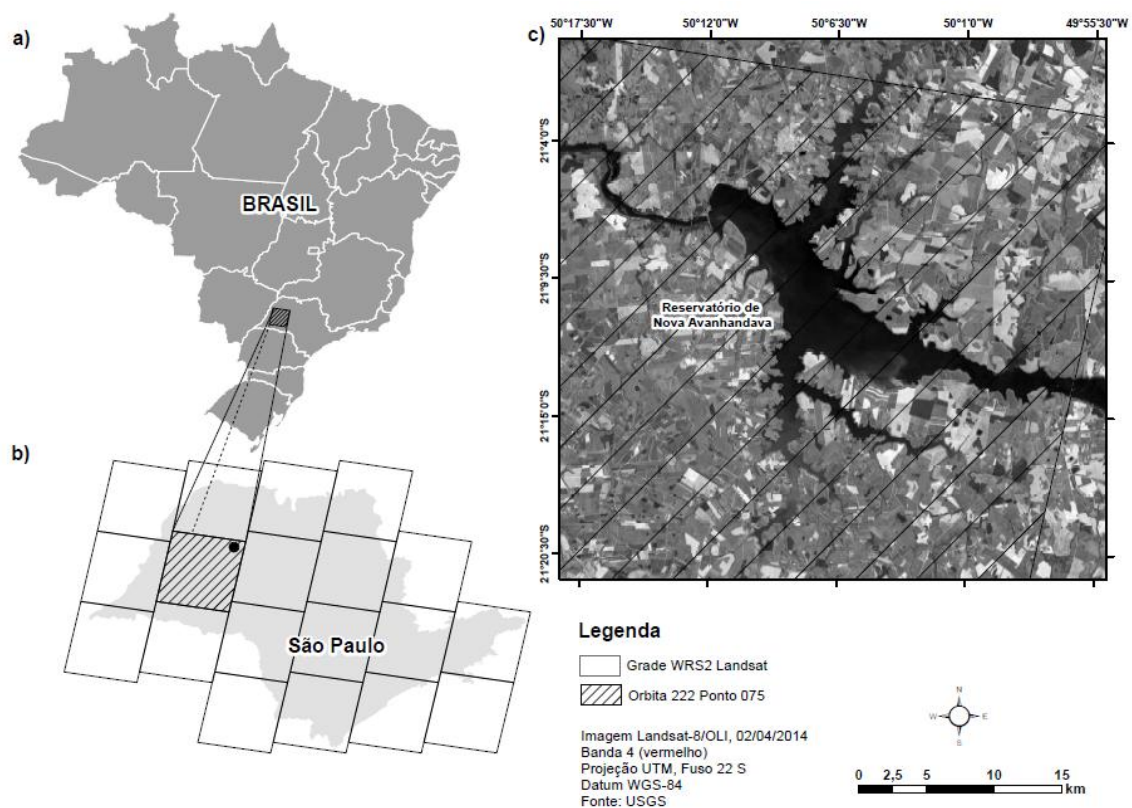 a)
BRASIL
b)
São Paulo
c)
50°17'30"W 50°12'0"W 50°6'30"W 50°1'0"W 49°55'30"W
21°4'0"S
21°9'30"S
21°15'0"S
21°20'30"S
Reservatório de
Nova Avanhandava
Legenda
Grade WRS2 Landsat
Orbita 222 Ponto 075
Imagem Landsat-8/OLI, 02/04/2014
Banda 4 (vermelho)
Projeção UTM, Fuso 22 S
Datum WGS-84
Fonte: USGS
N
W E
S
0 2,5 5 10 15
km